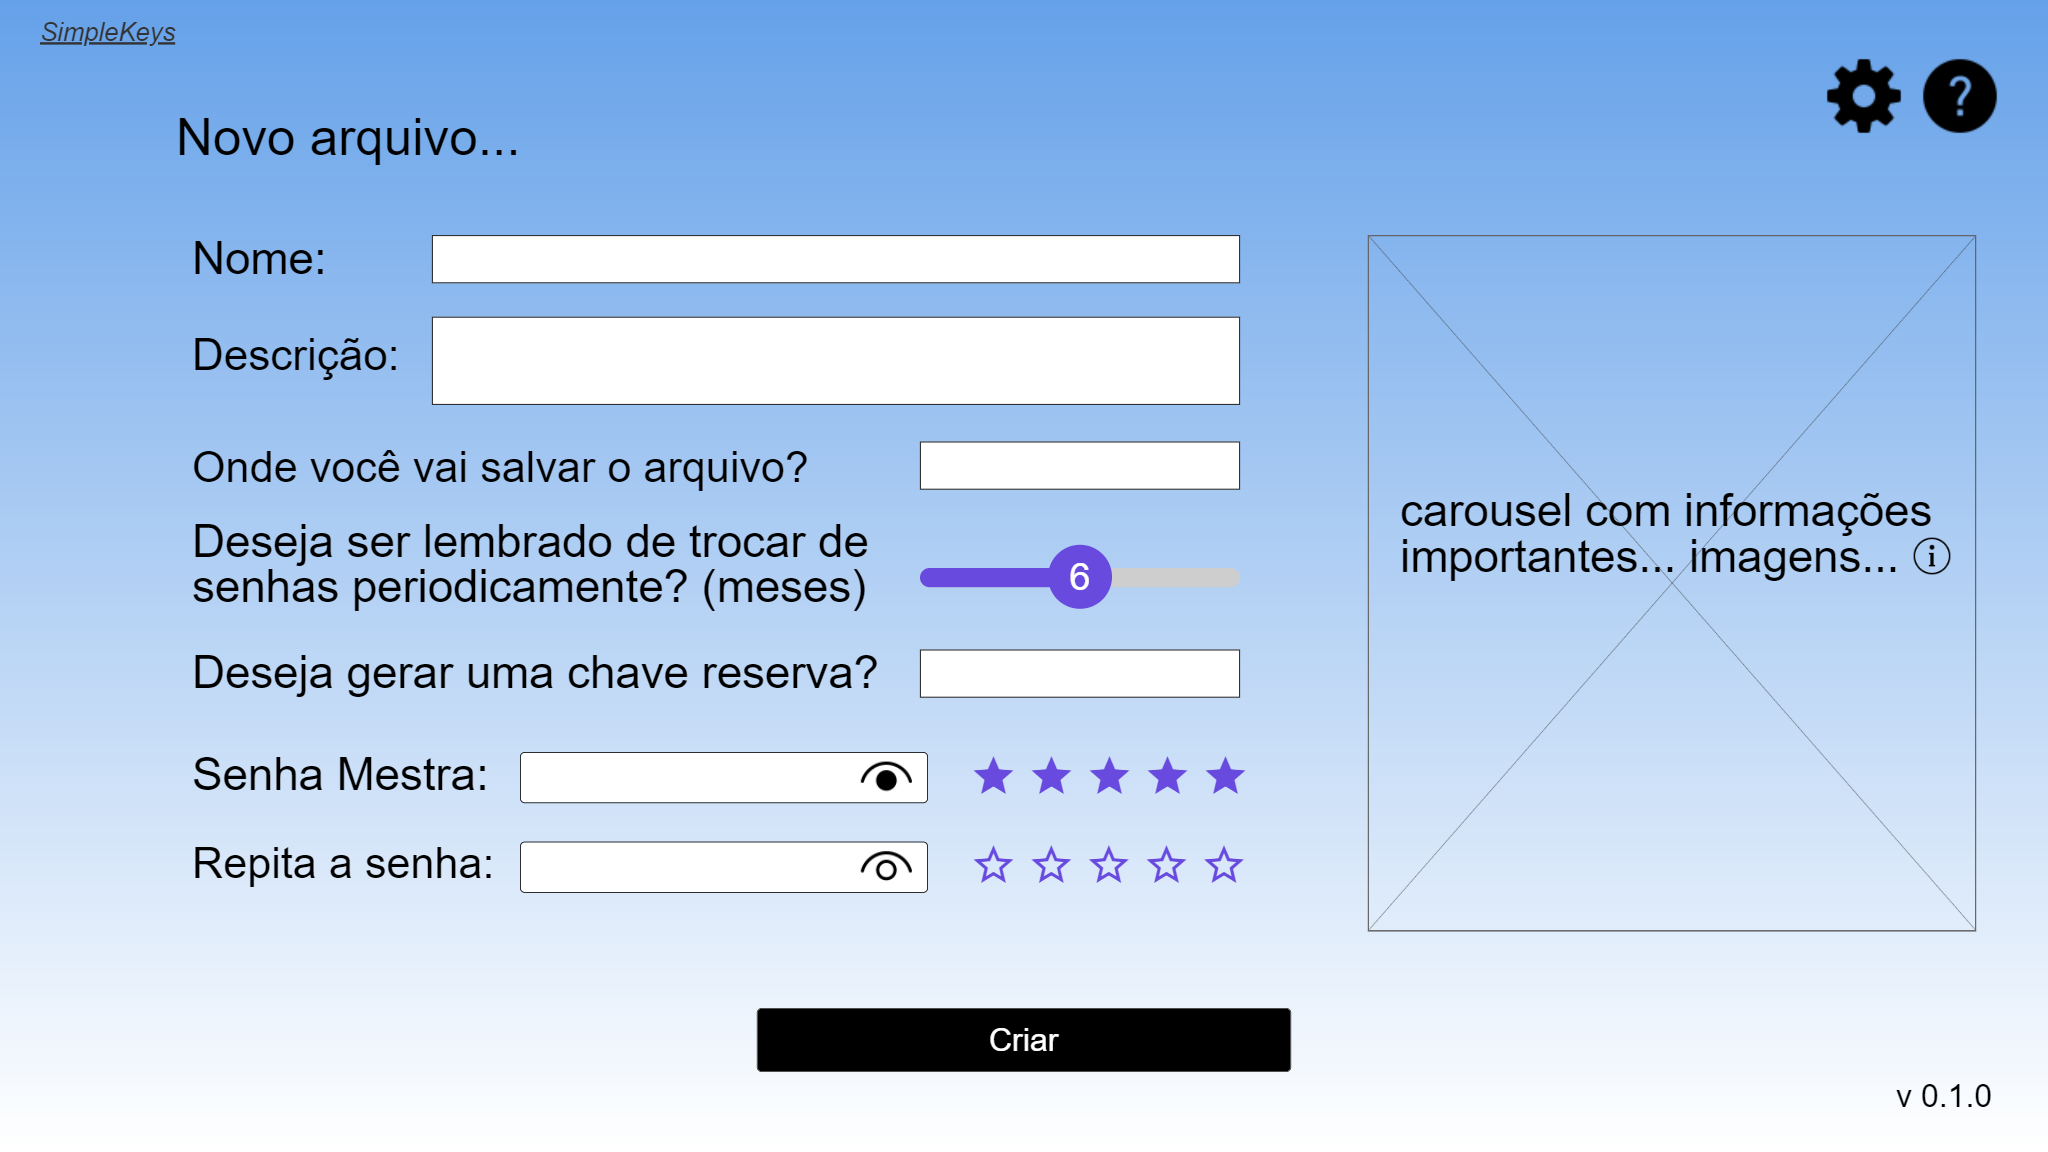 SimpleKeys
?
Novo arquivo...
Nome:
Descrição:
Onde você vai salvar o arquivo?
Deseja ser lembrado de trocar de
senhas periodicamente? (meses)
6
Deseja gerar uma chave reserva?
Senha Mestra:
Repita a senha:
carousel com informações
importantes... imagens... i
Criar
v 0.1.0